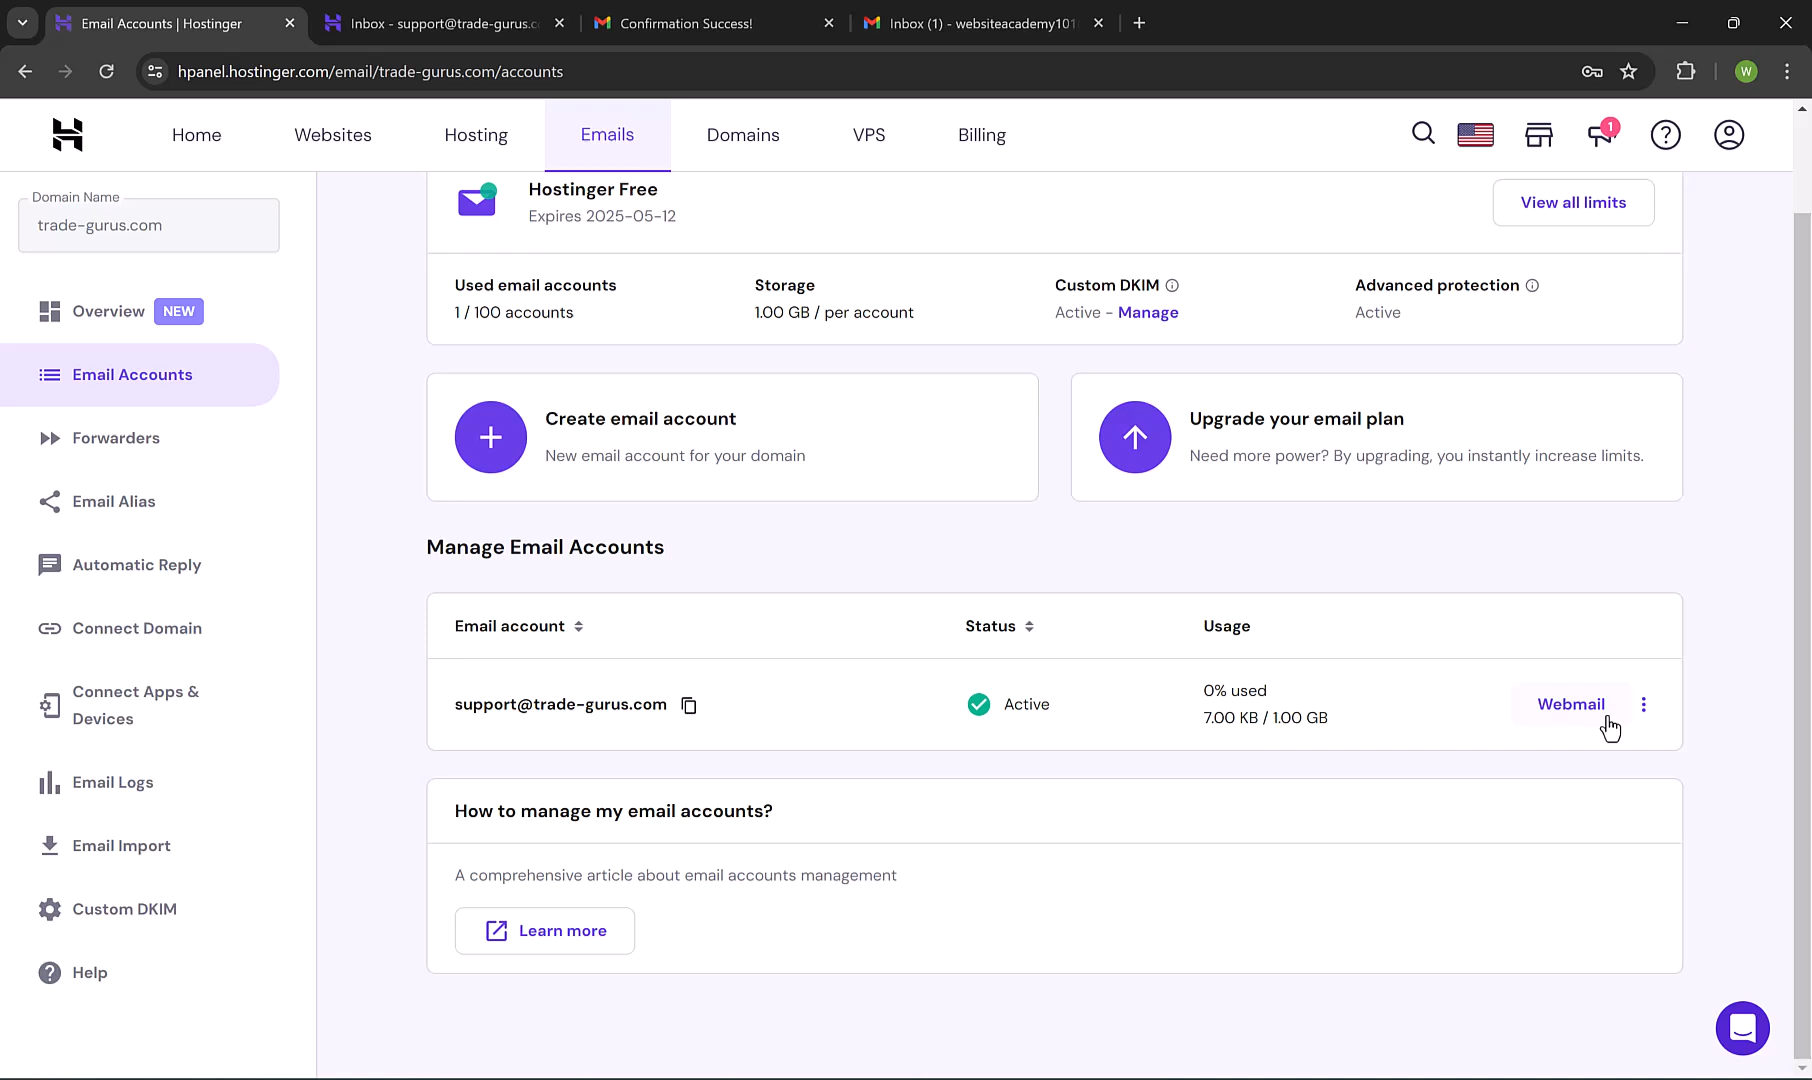 Email Accounts | Hostinger
Inbox - support@trade-gurus.c
Confirmation Success!
Inbox (1) - websiteacademy101
hpanel.hostinger.com/email/trade-gurus.com/accounts
W
Home
Websites
Hosting
Emails
Domains
VPS
Billing
1
Domain Name
trade-gurus.com
Overview NEW
Email Accounts
Forwarders
Email Alias
Automatic Reply
Connect Domain
Connect Apps &
Devices
Email Logs
Email Import
Custom DKIM
Help
Hostinger Free
Expires 2025-05-12
View all limits
Used email accounts
1 / 100 accounts
Storage
1.00 GB / per account
Custom DKIM
Active - Manage
Advanced protection
Active
Create email account
New email account for your domain
Upgrade your email plan
Need more power? By upgrading, you instantly increase limits.
Manage Email Accounts
Email account
Status
Usage
support@trade-gurus.com
Active
0% used
7.00 KB / 1.00 GB
Webmail
How to manage my email accounts?
A comprehensive article about email accounts management
Learn more